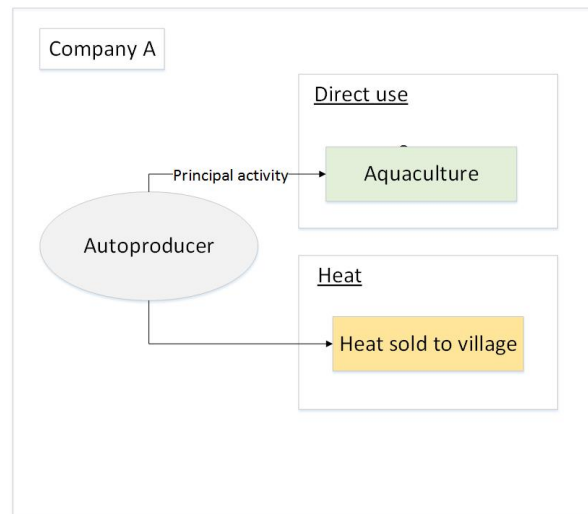 Company A
Direct use
Principal activity
Aquaculture
Autoproducer
Heat
Heat sold to village